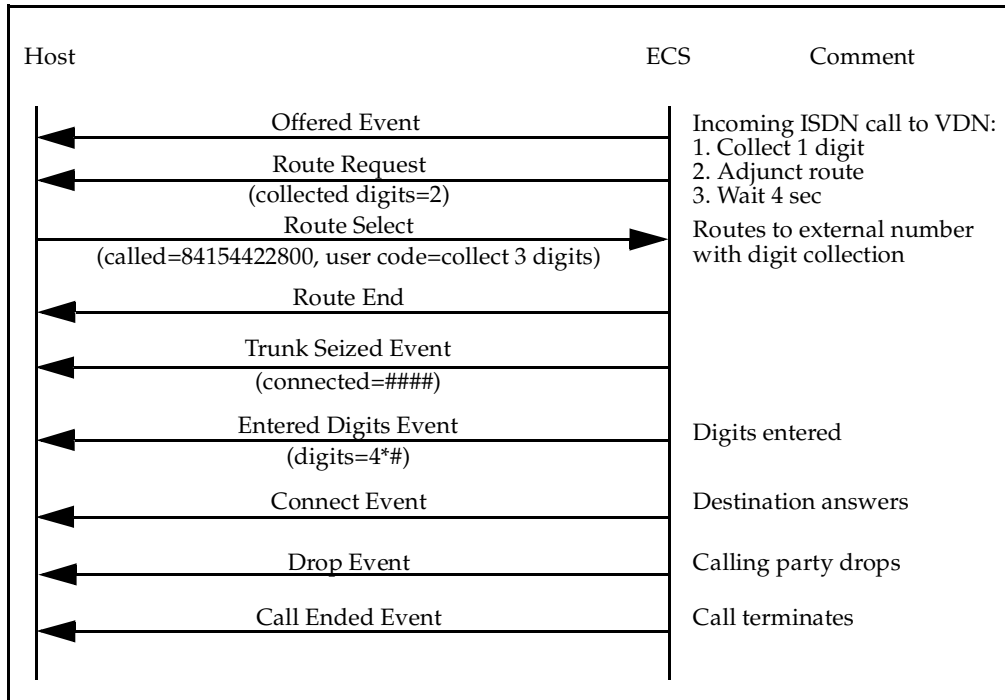 Host
ECS
Comment
Offered Event
Incoming ISDN call to VDN:
1. Collect 1 digit
Route Request
2. Adjunct route
(collected digits=2)
3. Wait 4 sec
Route Select
Routes to external number
(called=84154422800, user code=collect 3 digits)
with digit collection
Route End
Trunk Seized Event
(connected=####)
Entered Digits Event
Digits entered
(digits=4*#)
Connect Event
Destination answers
Drop Event
Calling party drops
Call Ended Event
Call terminates